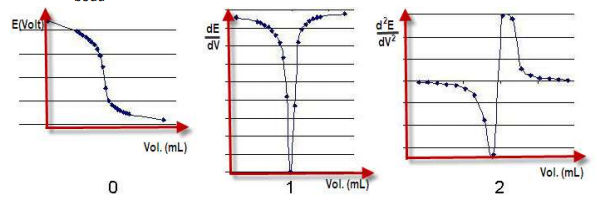 E(Volt)
Vol. (mL)
0
dE
dV
Vol. (mL)
1
d²E
dV²
Vol. (mL)
2